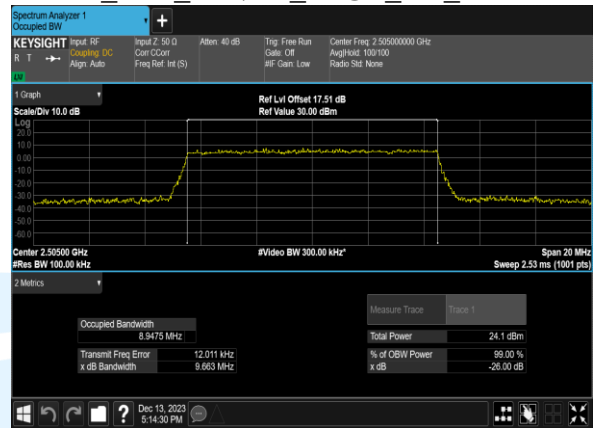 Spectrum Analyzer 1
Occupied BW
+
KEYSIGHT
R T
LW
Input: RF
Coupling: DC
Align: Auto
Input Z: 50 Ω
Corr CCorr
Freq Ref: Int (S)
Atten: 40 dB
Trig: Free Run
Gate: Off
#IF Gain: Low
Center Freq: 2.505000000 GHz
Avg|Hold: 100/100
Radio Std: None
1 Graph
Scale/Div 10.0 dB
Ref Lvl Offset 17.51 dB
Ref Value 30.00 dBm
Log
20.0
10.0
0.00
-10.0
-20.0
-30.0
-40.0
-50.0
-60.0
Center 2.50500 GHz
#Res BW 100.00 kHz
#Video BW 300.00 kHz*
Span 20 MHz
Sweep 2.53 ms (1001 pts)
2 Metrics
Occupied Bandwidth
8.9475 MHz
Transmit Freq Error 12.011 kHz
x dB Bandwidth 9.663 MHz
Measure Trace Trace 1
Total Power 24.1 dBm
% of OBW Power 99.00 %
x dB -26.00 dB
?
Dec 13, 2023
5:14:30 PM